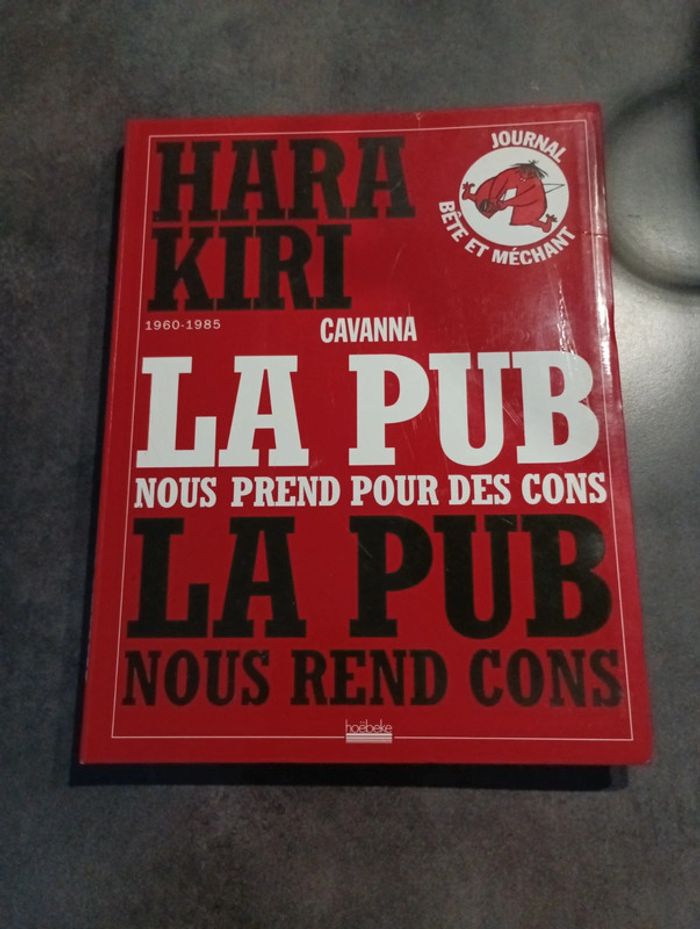 HARA
KIRI
JOURNAL
BÊTE ET MÉCHANT
1960-1985
CAVANNA
LA PUB
NOUS PREND POUR DES CONS
LA PUB
NOUS REND CONS
hoëbeke